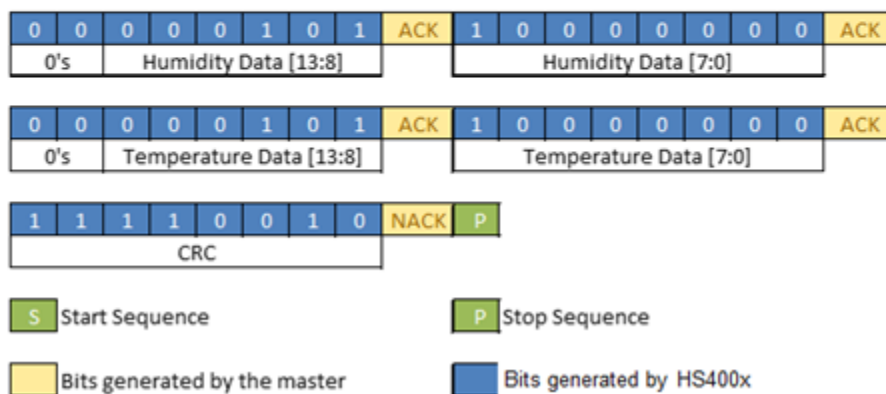 0 0 0 0 0 1 0 1 ACK 1 0 0 0 0 0 0 0 ACK
0's Humidity Data [13:8] Humidity Data [7:0]
0 0 0 0 0 1 0 1 ACK 1 0 0 0 0 0 0 0 ACK
0's Temperature Data [13:8] Temperature Data [7:0]
1 1 1 1 0 0 1 0 NACK P
CRC
S Start Sequence P Stop Sequence
Bits generated by the master Bits generated by HS400x